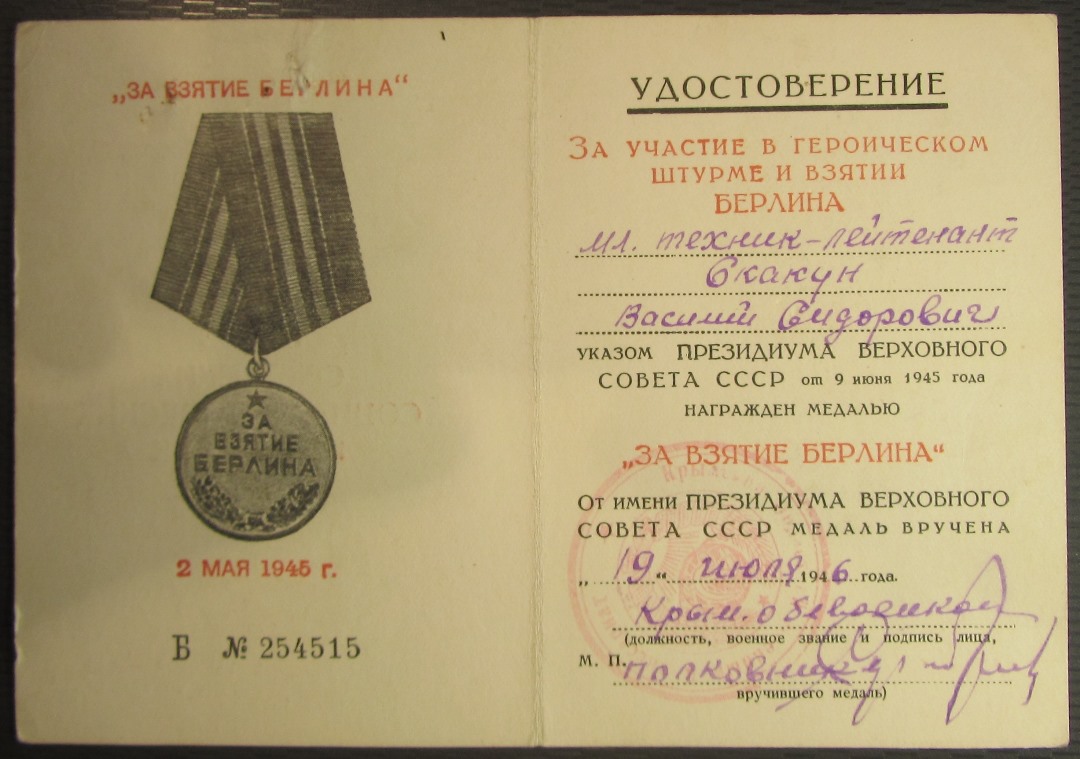 „ЗА ВЗЯТИЕ БЕРЛИНА“
ЗА
ВЗЯТИЕ
БЕРЛИНА
2 МАЯ 1945 г.
Б № 254515
УДОСТОВЕРЕНИЕ
ЗА УЧАСТИЕ В ГЕРОИЧЕСКОМ
ШТУРМЕ И ВЗЯТИИ
БЕРЛИНА
мл. техник-лейтенант
Скакун
Василий Сидорович
УКАЗОМ ПРЕЗИДИУМА ВЕРХОВНОГО
СОВЕТА СССР от 9 июня 1945 года
НАГРАЖДЕН МЕДАЛЬЮ
„ЗА ВЗЯТИЕ БЕРЛИНА“
От имени ПРЕЗИДИУМА ВЕРХОВНОГО
СОВЕТА СССР МЕДАЛЬ ВРУЧЕНА
„19“ июля 1946 года.
Крым.
(должность, военное звание и подпись лица,
М. П. полковник
вручившего медаль)